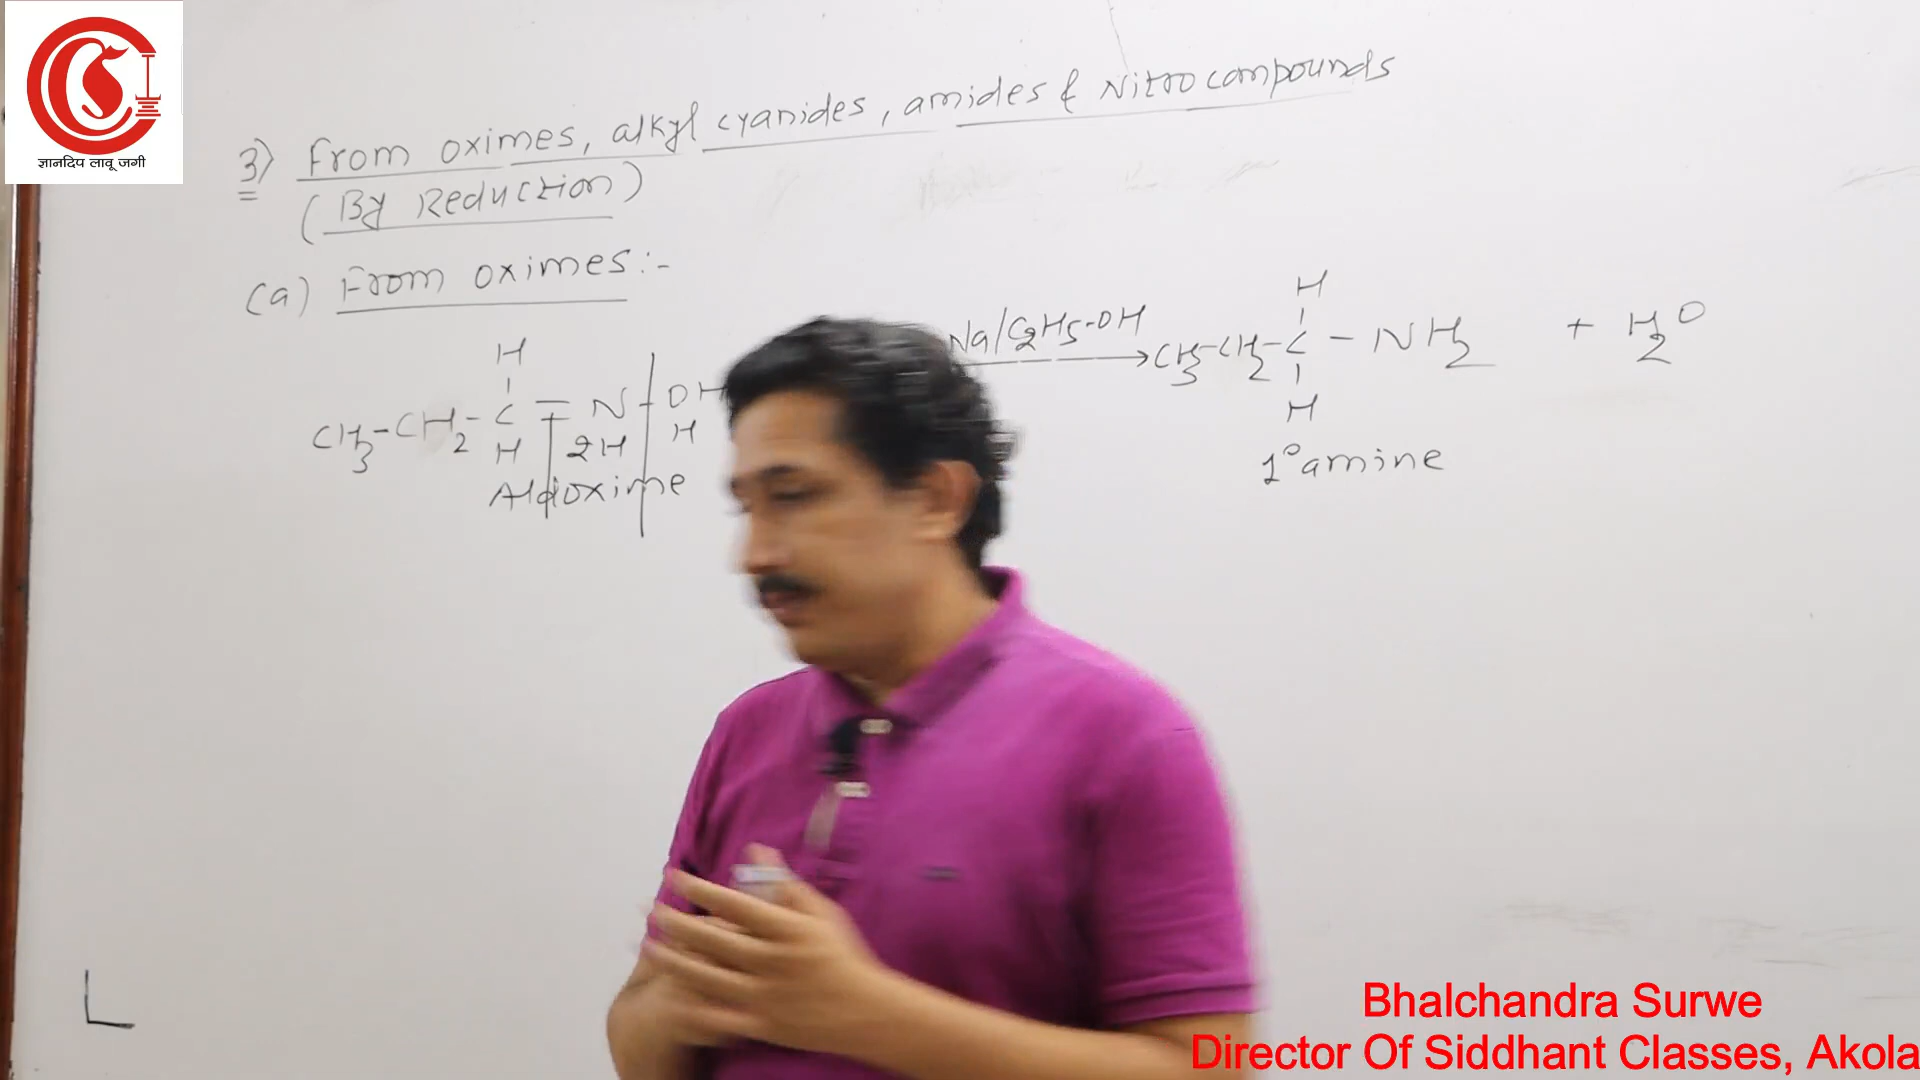 ज्ञानदिप लावू जगी
3) From oximes, alkyl cyanides, amides & Nitro compounds
(By Reduction)
(a) From oximes:-
H
CH3-CH2-C=N-OH
H 2H H
Aldoxime
Na/C2H5-OH
H
CH3-CH2-C-NH2 + H2O
H
1° amine
Bhalchandra Surwe
Director Of Siddhant Classes, Akola